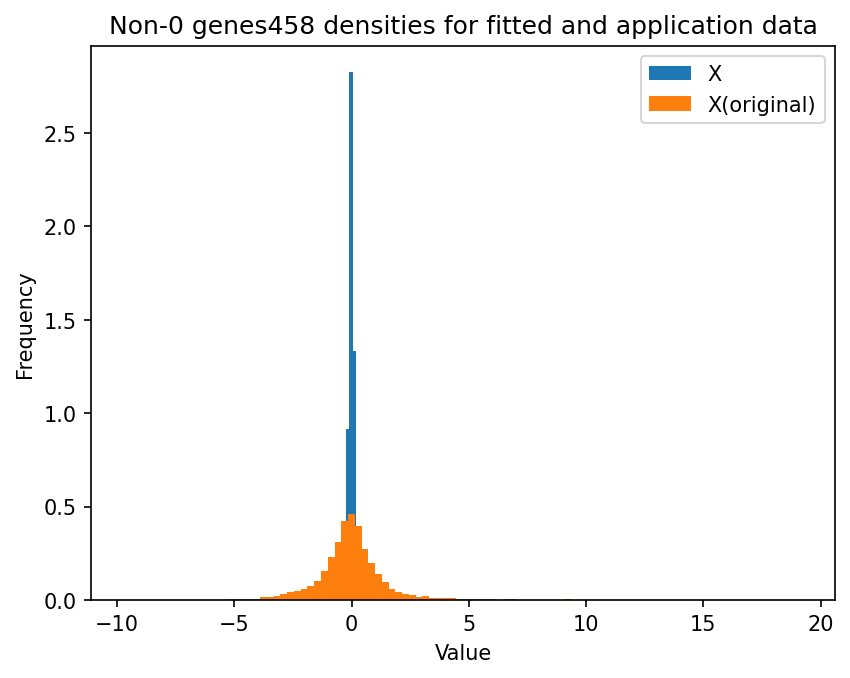 Non-0 genes458 densities for fitted and application data
X
X(original)
2.5
2.0
1.5
1.0
0.5
0.0
Frequency
−10
−5
0
5
10
15
20
Value